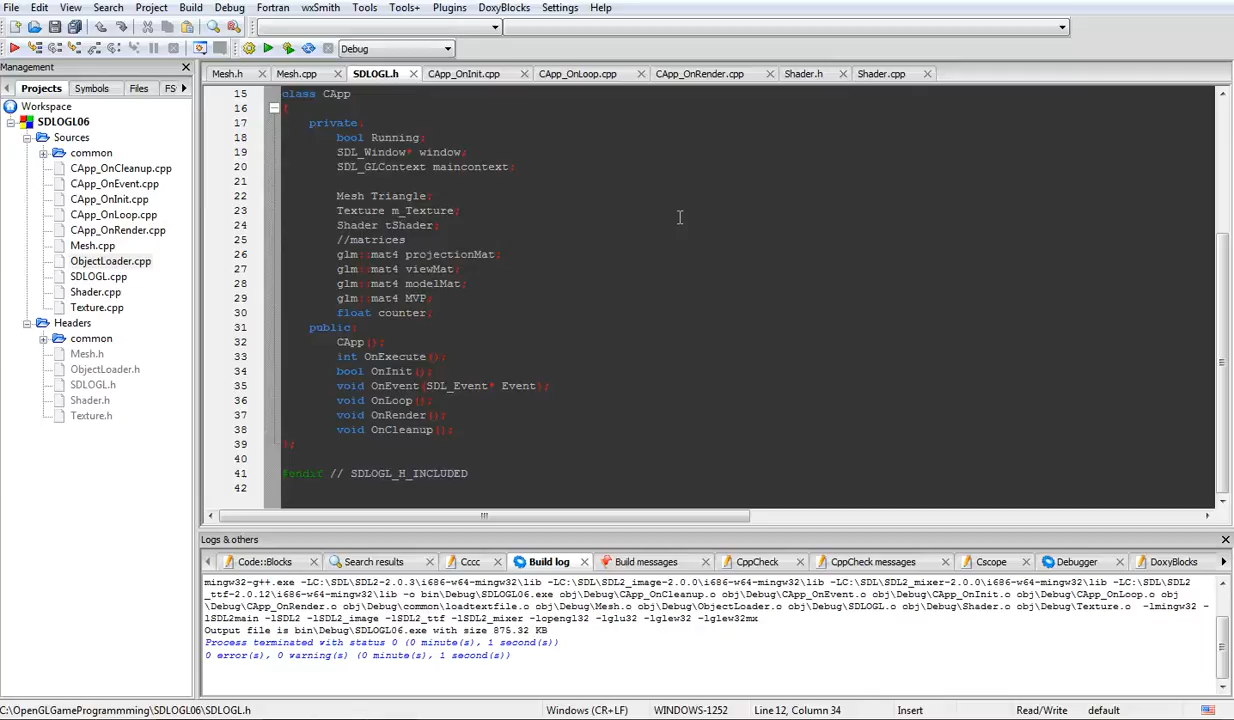 File Edit View Search Project Build Debug Fortran wxSmith Tools Tools+ Plugins DoxyBlocks Settings Help
Debug
Management
Projects Symbols Files FS
Mesh.h Mesh.cpp SDLOGL.h CApp_OnInit.cpp CApp_OnLoop.cpp CApp_OnRender.cpp Shader.h Shader.cpp
Workspace
SDLOGL06
Sources
common
CApp_OnCleanup.cpp
CApp_OnEvent.cpp
CApp_OnInit.cpp
CApp_OnLoop.cpp
CApp_OnRender.cpp
Mesh.cpp
ObjectLoader.cpp
SDLOGL.cpp
Shader.cpp
Texture.cpp
Headers
common
Mesh.h
ObjectLoader.h
SDLOGL.h
Shader.h
Texture.h
15 class CApp
16 {
17 private:
18 bool Running;
19 SDL_Window* window;
20 SDL_GLContext maincontext;
21
22 Mesh Triangle;
23 Texture m_Texture;
24 Shader tShader;
25 //matrices
26 glm::mat4 projectionMat;
27 glm::mat4 viewMat;
28 glm::mat4 modelMat;
29 glm::mat4 MVP;
30 float counter;
31 public:
32 CApp();
33 int OnExecute();
34 bool OnInit();
35 void OnEvent(SDL_Event* Event);
36 void OnLoop();
37 void OnRender();
38 void OnCleanup();
39 };
40
41 #endif // SDLOGL_H_INCLUDED
42
Logs & others
Code::Blocks Search results Cccc Build log Build messages CppCheck CppCheck messages Cscope Debugger DoxyBlocks
mingw32-g++.exe -LC:\SDL\SDL2-2.0.3\i686-w64-mingw32\lib -LC:\SDL\SDL2_image-2.0.0\i686-w64-mingw32\lib -LC:\SDL\SDL2_mixer-2.0.0\i686-w64-mingw32\lib -LC:\SDL\SDL2
_ttf-2.0.12\i686-w64-mingw32\lib -o bin\Debug\SDLOGL06.exe obj\Debug\CApp_OnCleanup.o obj\Debug\CApp_OnEvent.o obj\Debug\CApp_OnInit.o obj\Debug\CApp_OnLoop.o obj
\Debug\CApp_OnRender.o obj\Debug\common\loadtextfile.o obj\Debug\Mesh.o obj\Debug\ObjectLoader.o obj\Debug\SDLOGL.o obj\Debug\Shader.o obj\Debug\Texture.o -lmingw32 -
lSDL2main -lSDL2 -lSDL2_image -lSDL2_ttf -lSDL2_mixer -lopengl32 -lglu32 -lglew32 -lglew32mx
Output file is bin\Debug\SDLOGL06.exe with size 875.32 KB
Process terminated with status 0 (0 minute(s), 1 second(s))
0 error(s), 0 warning(s) (0 minute(s), 1 second(s))
C:\OpenGLGameProgrammming\SDLOGL06\SDLOGL.h Windows (CR+LF) WINDOWS-1252 Line 12, Column 34 Insert Read/Write default